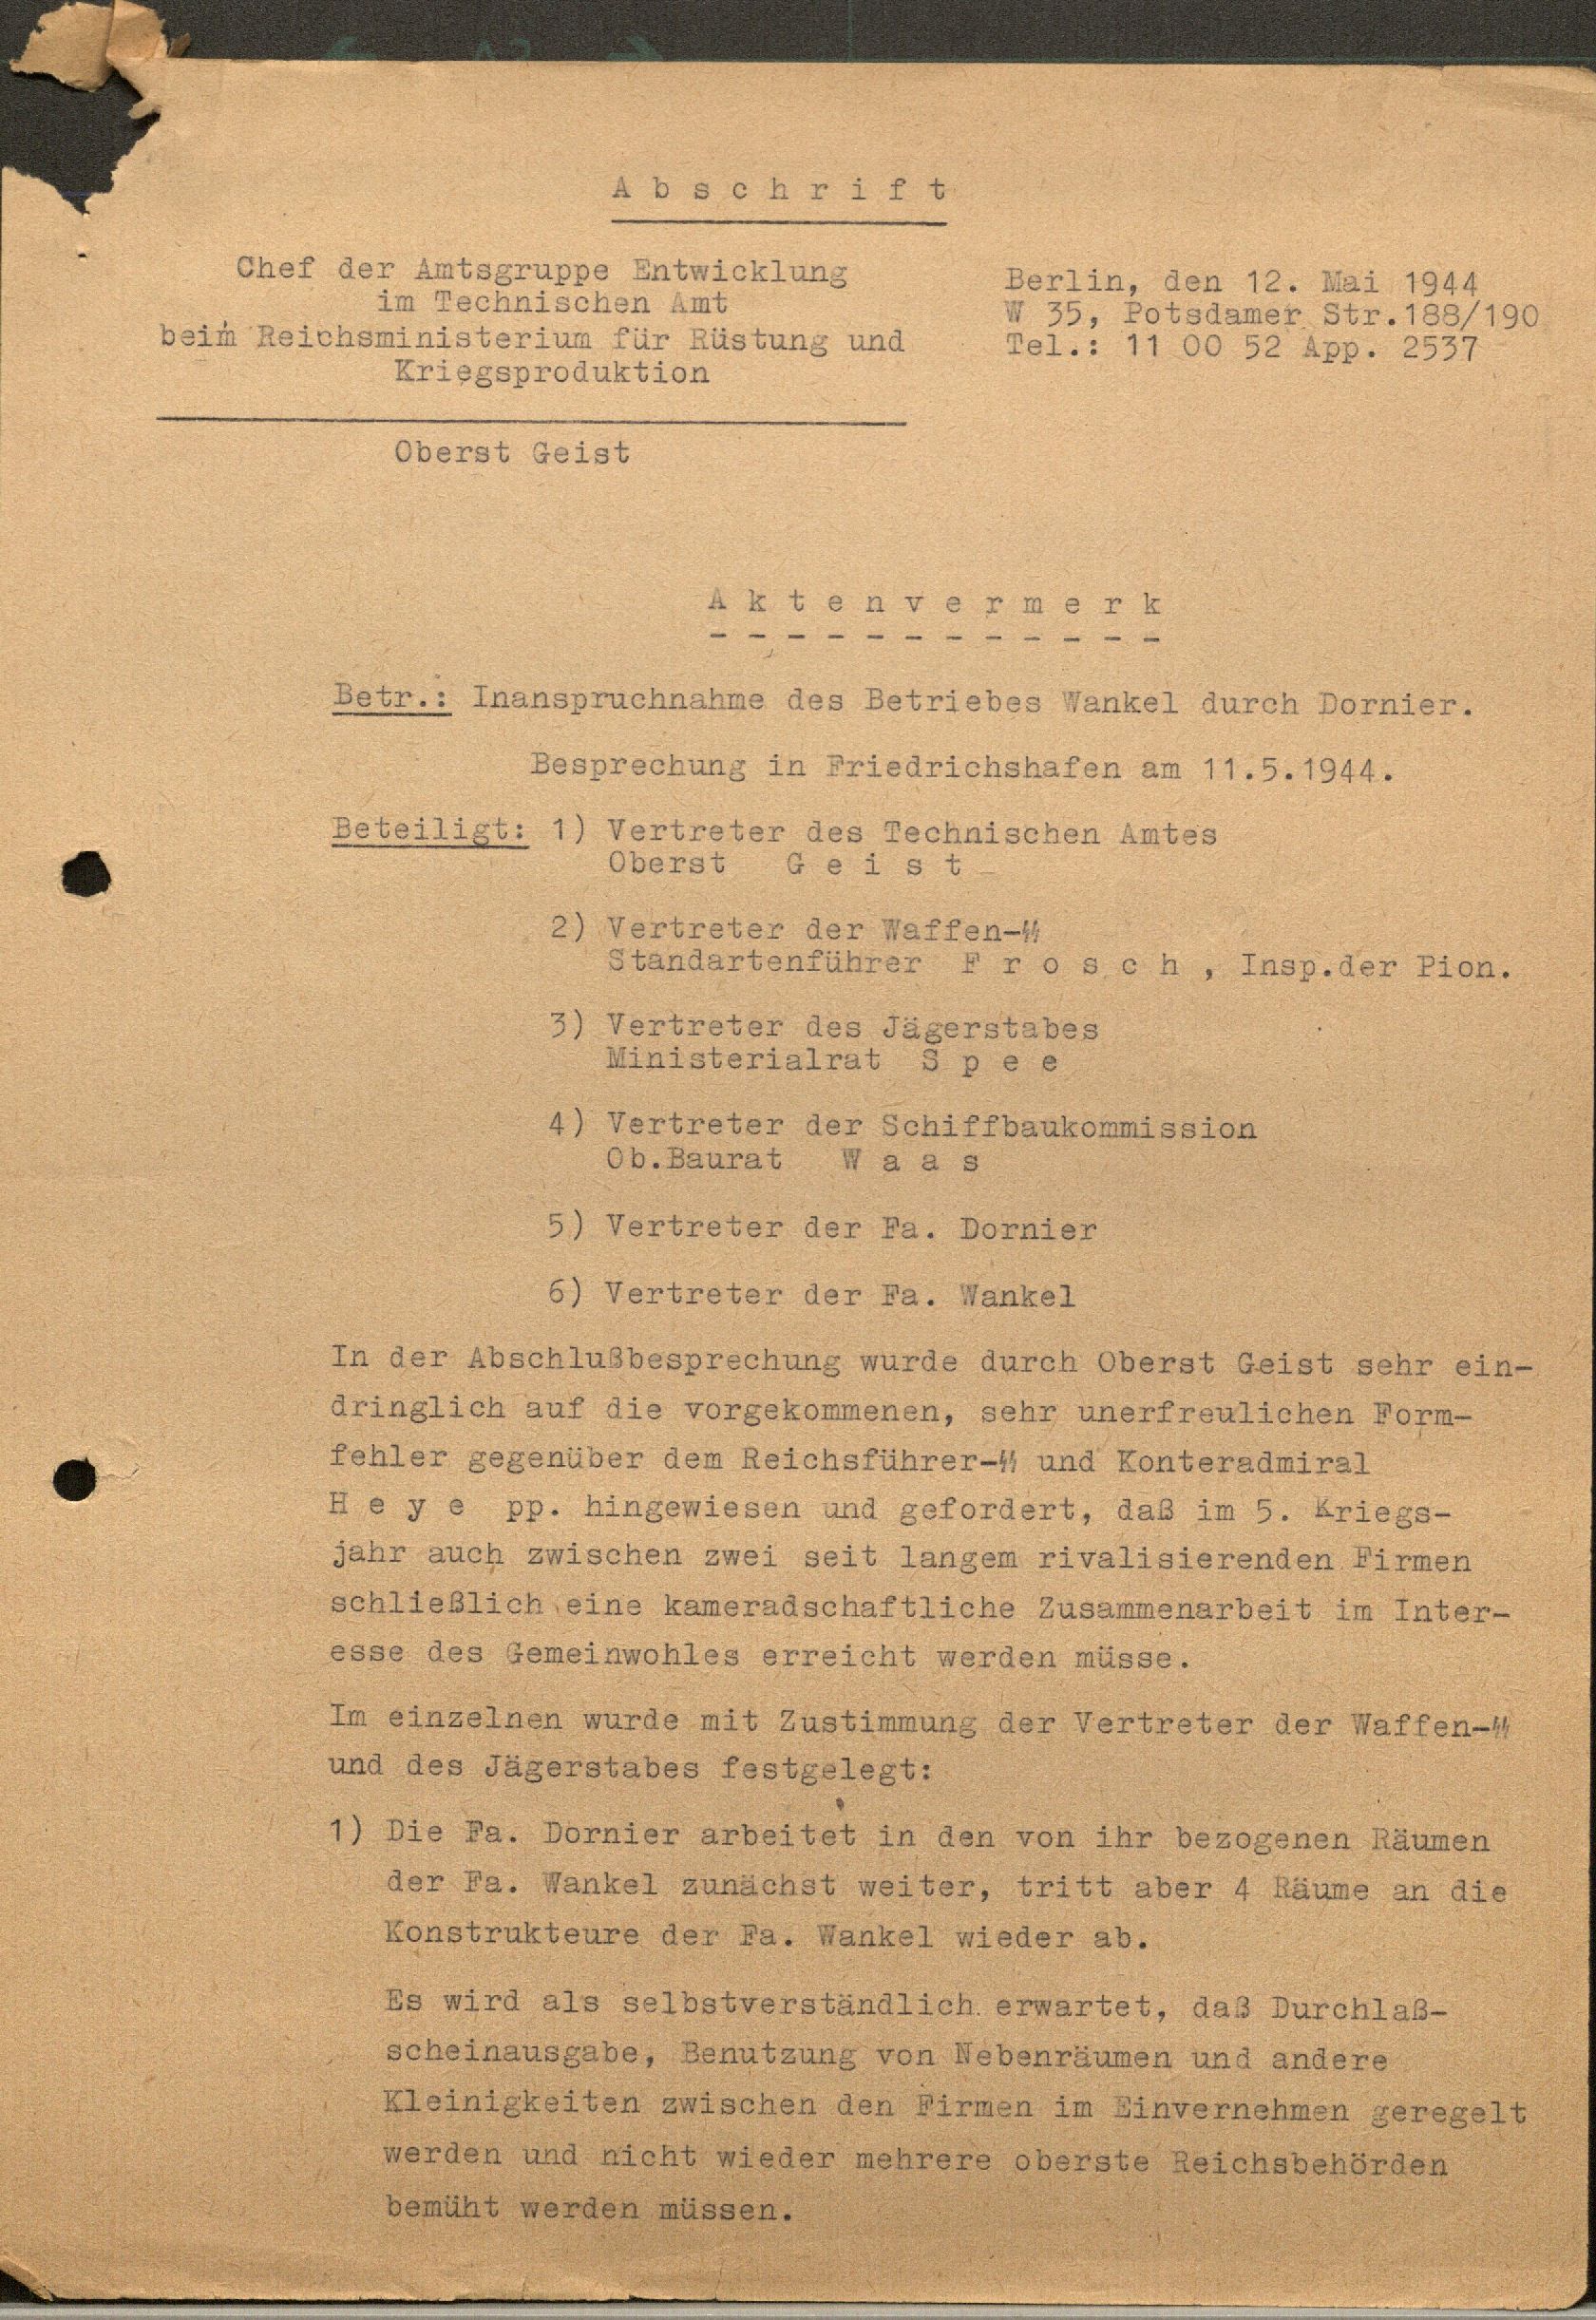 A b s c h r i f t
Chef der Amtsgruppe Entwicklung
im Technischen Amt
beim Reichsministerium für Rüstung und
Kriegsproduktion
Oberst Geist
Berlin, den 12. Mai 1944
W 35, Potsdamer Str.188/190
Tel.: 11 00 52 App. 2537
A k t e n v e r m e r k
Betr.: Inanspruchnahme des Betriebes Wankel durch Dornier.
Besprechung in Friedrichshafen am 11.5.1944.
Beteiligt: 1) Vertreter des Technischen Amtes
Oberst G e i s t
2) Vertreter der Waffen-ᛋᛋ
Standartenführer F r o s c h , Insp.der Pion.
3) Vertreter des Jägerstabes
Ministerialrat S p e e
4) Vertreter der Schiffbaukommission
Ob.Baurat W a a s
5) Vertreter der Fa. Dornier
6) Vertreter der Fa. Wankel
In der Abschlußbesprechung wurde durch Oberst Geist sehr ein-
dringlich auf die vorgekommenen, sehr unerfreulichen Form-
fehler gegenüber dem Reichsführer-ᛋᛋ und Konteradmiral
H e y e pp. hingewiesen und gefordert, daß im 5. Kriegs-
jahr auch zwischen zwei seit langem rivalisierenden Firmen
schließlich eine kameradschaftliche Zusammenarbeit im Inter-
esse des Gemeinwohles erreicht werden müsse.
Im einzelnen wurde mit Zustimmung der Vertreter der Waffen-ᛋᛋ
und des Jägerstabes festgelegt:
1) Die Fa. Dornier arbeitet in den von ihr bezogenen Räumen
der Fa. Wankel zunächst weiter, tritt aber 4 Räume an die
Konstrukteure der Fa. Wankel wieder ab.
Es wird als selbstverständlich erwartet, daß Durchlaß-
scheinausgabe, Benutzung von Nebenräumen und andere
Kleinigkeiten zwischen den Firmen im Einvernehmen geregelt
werden und nicht wieder mehrere oberste Reichsbehörden
bemüht werden müssen.